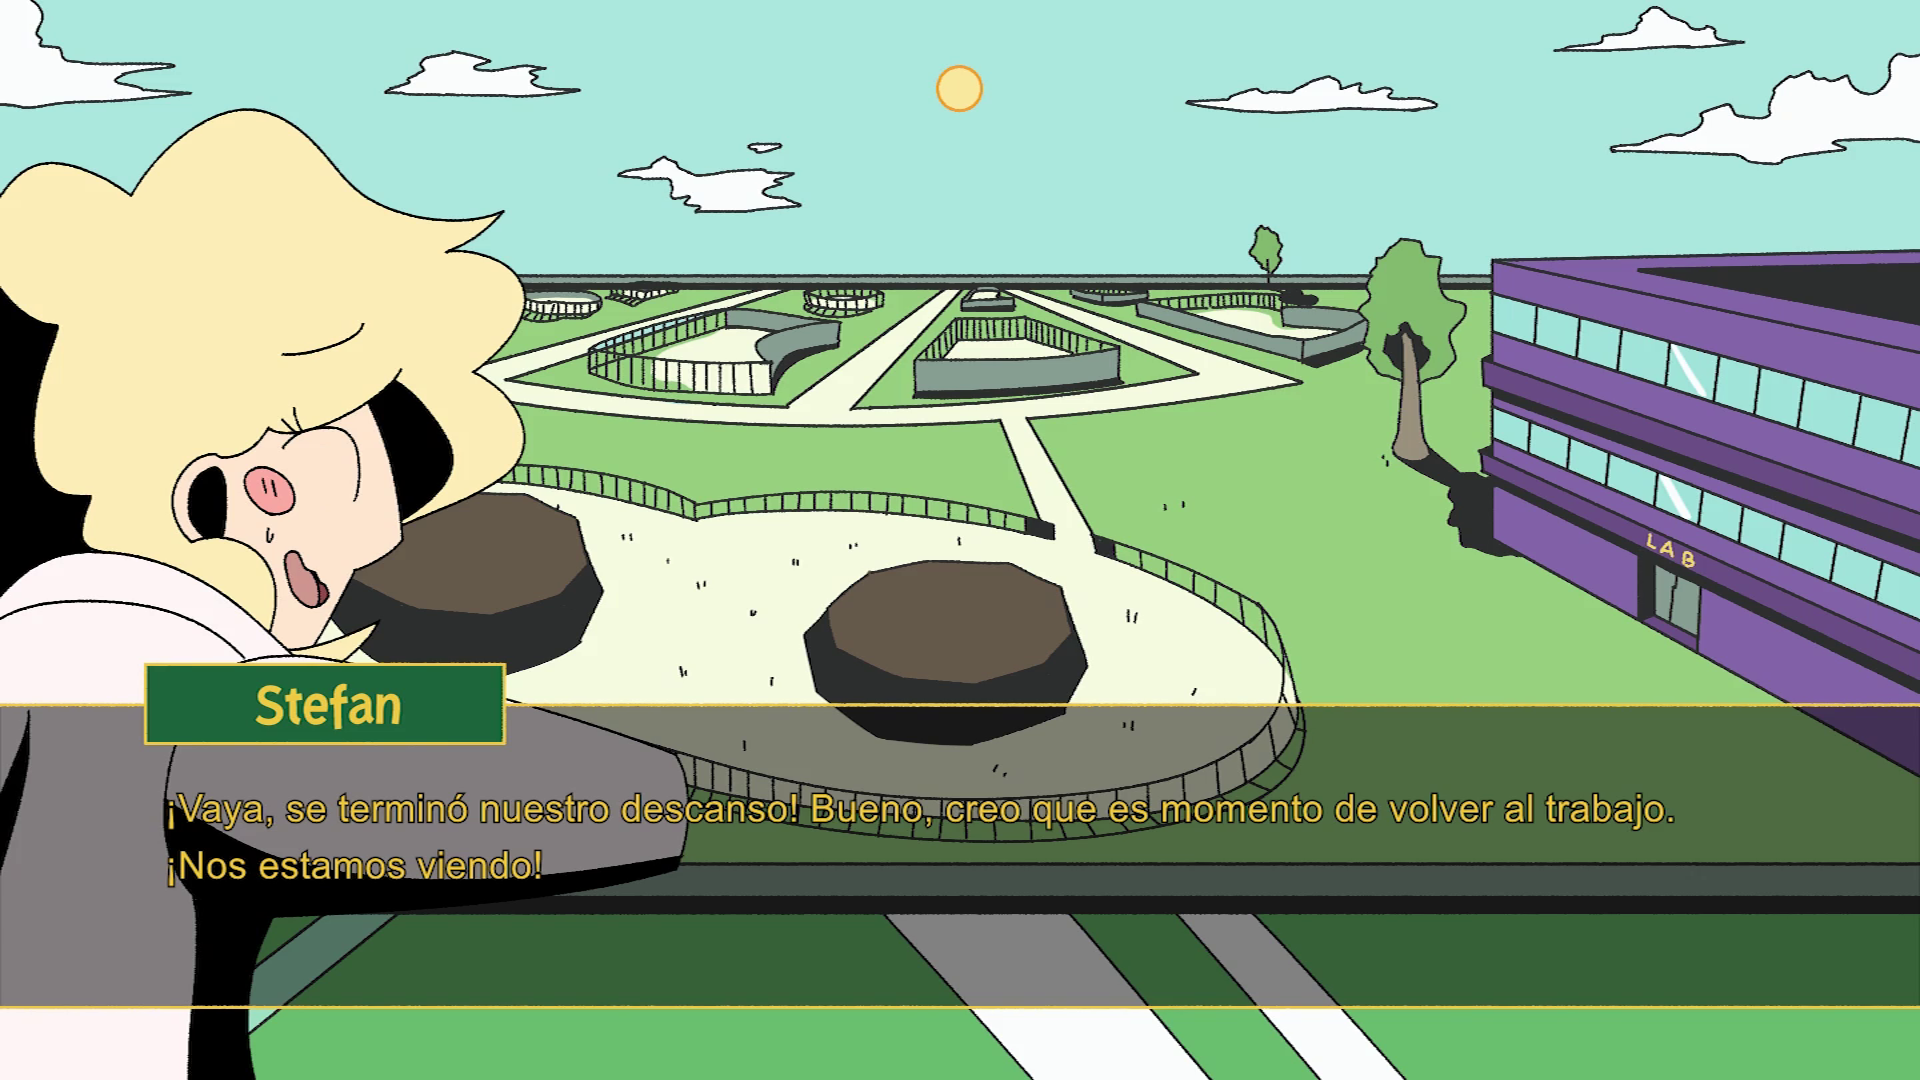 LAB
Stefan
¡Vaya, se terminó nuestro descanso! Bueno, creo que es momento de volver al trabajo.
¡Nos estamos viendo!